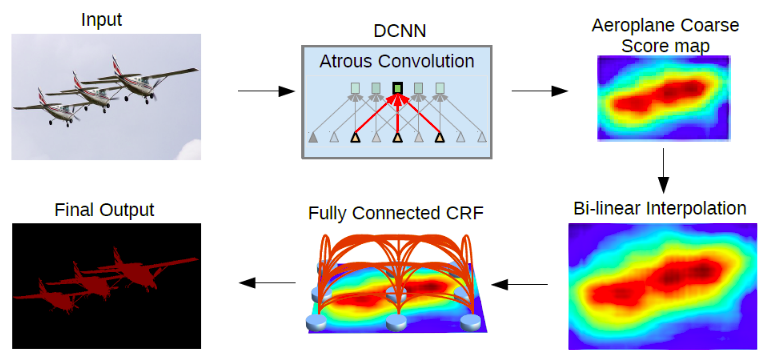 Input
DCNN
Atrous Convolution
Aeroplane Coarse
Score map
Final Output
Fully Connected CRF
Bi-linear Interpolation